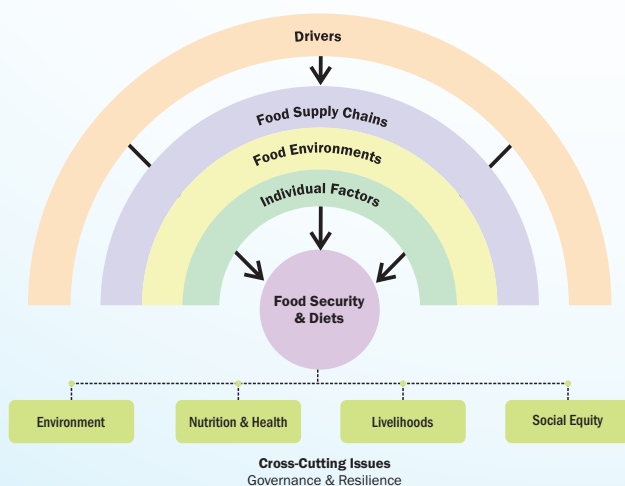 Drivers
Food Supply Chains
Food Environments
Individual Factors
Food Security
& Diets
Environment
Nutrition & Health
Livelihoods
Social Equity
Cross-Cutting Issues
Governance & Resilience